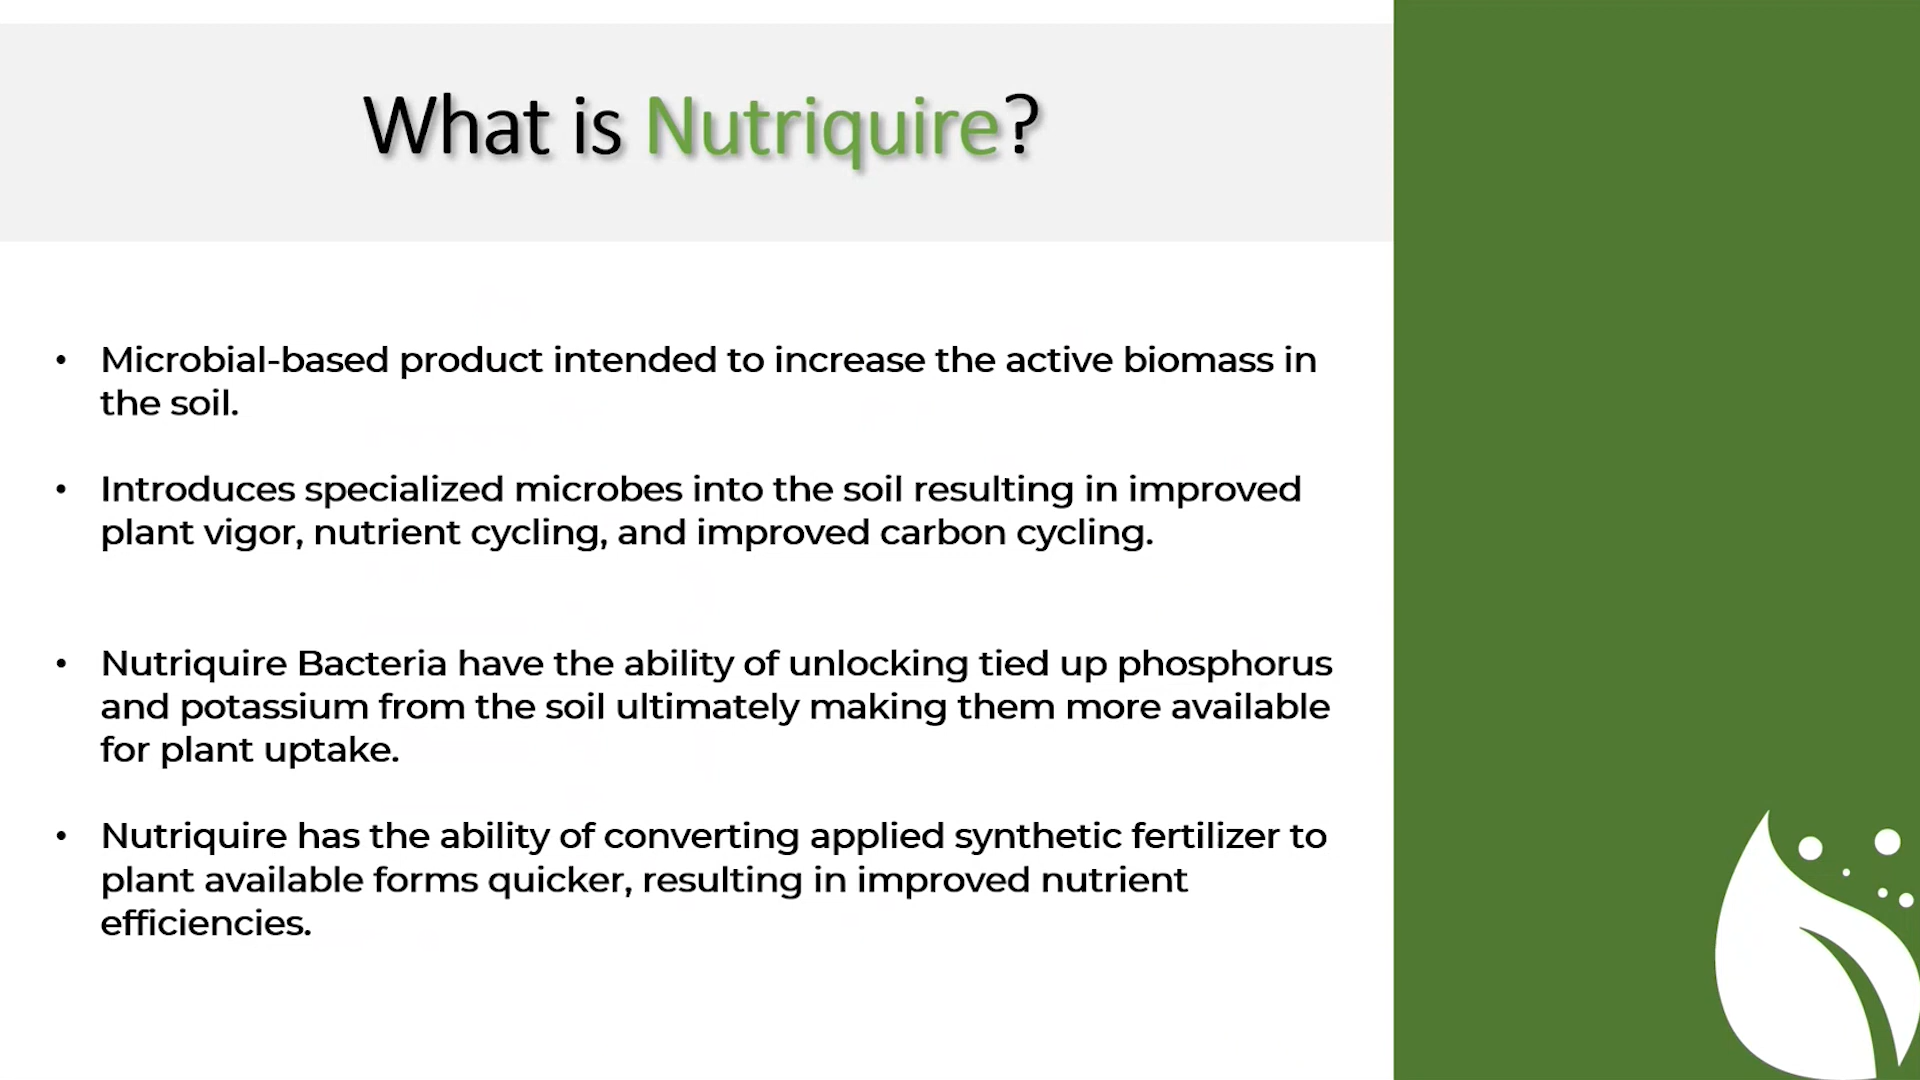 What is Nutriquire?
• Microbial-based product intended to increase the active biomass in
the soil.
• Introduces specialized microbes into the soil resulting in improved
plant vigor, nutrient cycling, and improved carbon cycling.
• Nutriquire Bacteria have the ability of unlocking tied up phosphorus
and potassium from the soil ultimately making them more available
for plant uptake.
• Nutriquire has the ability of converting applied synthetic fertilizer to
plant available forms quicker, resulting in improved nutrient
efficiencies.